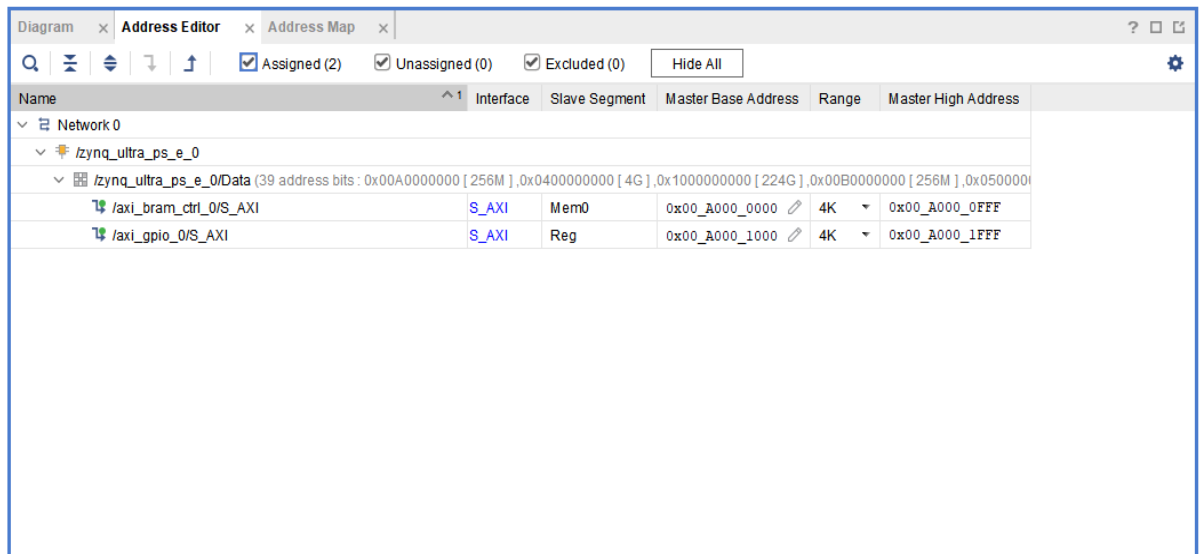 Diagram Address Editor Address Map
Assigned (2) Unassigned (0) Excluded (0) Hide All
Name 1 Interface Slave Segment Master Base Address Range Master High Address
Network 0
/zynq_ultra_ps_e_0
/zynq_ultra_ps_e_0/Data (39 address bits : 0x00A0000000 [ 256M ] ,0x0400000000 [ 4G ] ,0x1000000000 [ 224G ] ,0x00B0000000 [ 256M ] ,0x050000
/axi_bram_ctrl_0/S_AXI S_AXI Mem0 0x00_A000_0000 4K 0x00_A000_0FFF
/axi_gpio_0/S_AXI S_AXI Reg 0x00_A000_1000 4K 0x00_A000_1FFF